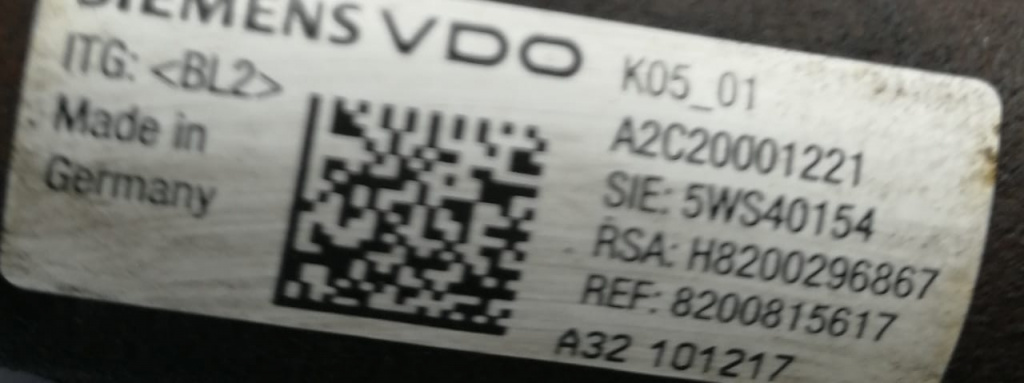 SIEMENS VDO
ITG: <BL2>
Made in
Germany
K05_01
A2C20001221
SIE: 5WS40154
RSA: H8200296867
REF: 8200815617
A32 101217